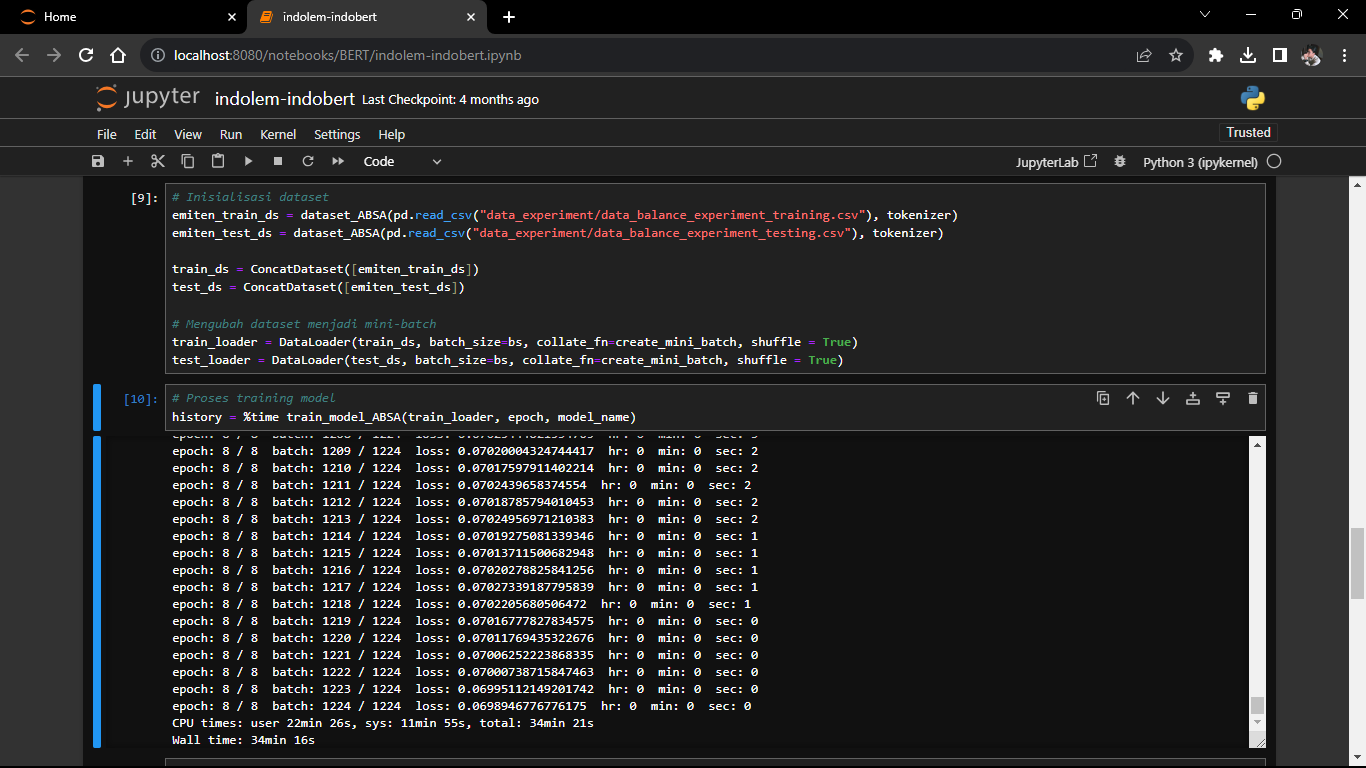 Home
indolem-indobert
localhost:8080/notebooks/BERT/indolem-indobert.ipynb
jupyter indolem-indobert Last Checkpoint: 4 months ago
File Edit View Run Kernel Settings Help
Trusted
Code
JupyterLab
Python 3 (ipykernel)
[9]:
# Inisialisasi dataset
emiten_train_ds = dataset_ABSA(pd.read_csv("data_experiment/data_balance_experiment_training.csv"), tokenizer)
emiten_test_ds = dataset_ABSA(pd.read_csv("data_experiment/data_balance_experiment_testing.csv"), tokenizer)
train_ds = ConcatDataset([emiten_train_ds])
test_ds = ConcatDataset([emiten_test_ds])
# Mengubah dataset menjadi mini-batch
train_loader = DataLoader(train_ds, batch_size=bs, collate_fn=create_mini_batch, shuffle = True)
test_loader = DataLoader(test_ds, batch_size=bs, collate_fn=create_mini_batch, shuffle = True)
[10]:
# Proses training model
history = %time train_model_ABSA(train_loader, epoch, model_name)
epoch: 8 / 8 batch: 1209 / 1224 loss: 0.07020004324744417 hr: 0 min: 0 sec: 2
epoch: 8 / 8 batch: 1210 / 1224 loss: 0.07017597911402214 hr: 0 min: 0 sec: 2
epoch: 8 / 8 batch: 1211 / 1224 loss: 0.0702439658374554 hr: 0 min: 0 sec: 2
epoch: 8 / 8 batch: 1212 / 1224 loss: 0.07018785794010453 hr: 0 min: 0 sec: 2
epoch: 8 / 8 batch: 1213 / 1224 loss: 0.07024956971210383 hr: 0 min: 0 sec: 2
epoch: 8 / 8 batch: 1214 / 1224 loss: 0.07019275081339346 hr: 0 min: 0 sec: 1
epoch: 8 / 8 batch: 1215 / 1224 loss: 0.07013711500682948 hr: 0 min: 0 sec: 1
epoch: 8 / 8 batch: 1216 / 1224 loss: 0.07020278825841256 hr: 0 min: 0 sec: 1
epoch: 8 / 8 batch: 1217 / 1224 loss: 0.07027339187795839 hr: 0 min: 0 sec: 1
epoch: 8 / 8 batch: 1218 / 1224 loss: 0.0702205680506472 hr: 0 min: 0 sec: 1
epoch: 8 / 8 batch: 1219 / 1224 loss: 0.07016777827834575 hr: 0 min: 0 sec: 0
epoch: 8 / 8 batch: 1220 / 1224 loss: 0.07011769435322676 hr: 0 min: 0 sec: 0
epoch: 8 / 8 batch: 1221 / 1224 loss: 0.07006252223868335 hr: 0 min: 0 sec: 0
epoch: 8 / 8 batch: 1222 / 1224 loss: 0.07000738715847463 hr: 0 min: 0 sec: 0
epoch: 8 / 8 batch: 1223 / 1224 loss: 0.06995112149201742 hr: 0 min: 0 sec: 0
epoch: 8 / 8 batch: 1224 / 1224 loss: 0.0698946776776175 hr: 0 min: 0 sec: 0
CPU times: user 22min 26s, sys: 11min 55s, total: 34min 21s
Wall time: 34min 16s